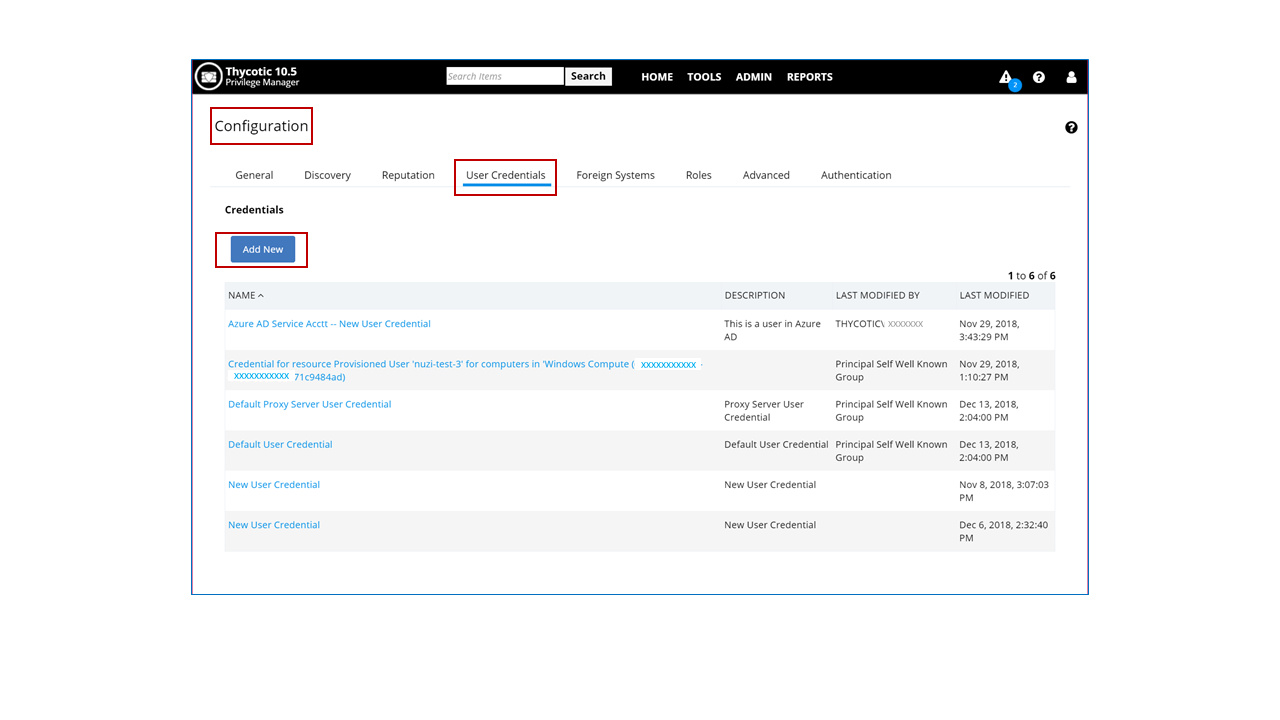 Thycotic 10.5
Privilege Manager
Search Items
Search
HOME TOOLS ADMIN REPORTS
2
Configuration
General Discovery Reputation User Credentials Foreign Systems Roles Advanced Authentication
Credentials
Add New
1 to 6 of 6
NAME DESCRIPTION LAST MODIFIED BY LAST MODIFIED
Azure AD Service Acctt -- New User Credential This is a user in Azure THYCOTIC\ XXXXXXX Nov 29, 2018,
AD 3:43:29 PM
Credential for resource Provisioned User 'nuzi-test-3' for computers in 'Windows Compute ( XXXXXXXXXXX - Principal Self Well Known Nov 29, 2018,
XXXXXXXXXXX 71c9484ad) Group 1:10:27 PM
Default Proxy Server User Credential Proxy Server User Principal Self Well Known Dec 13, 2018,
Credential Group 2:04:00 PM
Default User Credential Default User Credential Principal Self Well Known Dec 13, 2018,
Group 2:04:00 PM
New User Credential New User Credential Nov 8, 2018, 3:07:03
PM
New User Credential New User Credential Dec 6, 2018, 2:32:40
PM